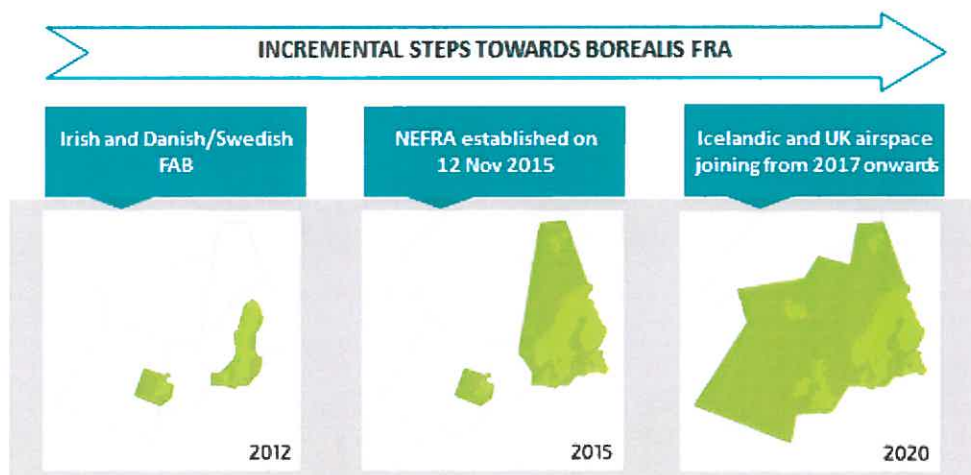 INCREMENTAL STEPS TOWARDS BOREALIS FRA
Irish and Danish/Swedish
FAB
NEFRA established on
12 Nov 2015
Icelandic and UK airspace
joining from 2017 onwards
2012
2015
2020